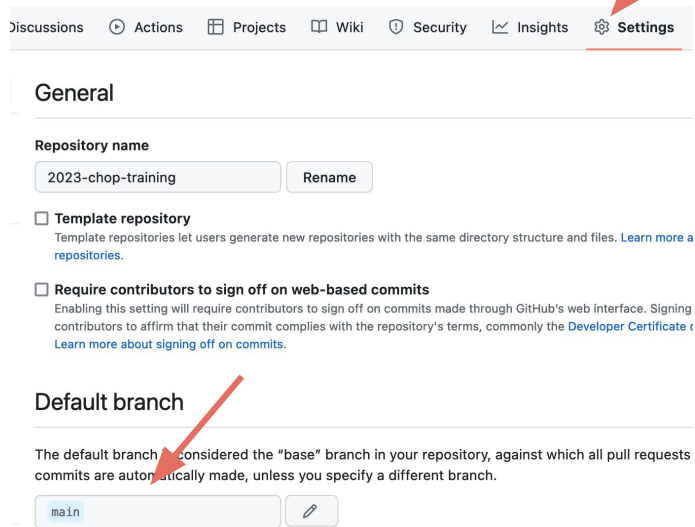 Discussions Actions Projects Wiki Security Insights Settings
General
Repository name
2023-chop-training Rename
Template repository
Template repositories let users generate new repositories with the same directory structure and files. Learn more
repositories.
Require contributors to sign off on web-based commits
Enabling this setting will require contributors to sign off on commits made through GitHub's web interface. Signing
contributors to affirm that their commit complies with the repository's terms, commonly the Developer Certificate
Learn more about signing off on commits.
Default branch
The default branch is considered the “base” branch in your repository, against which all pull requests
commits are automatically made, unless you specify a different branch.
main